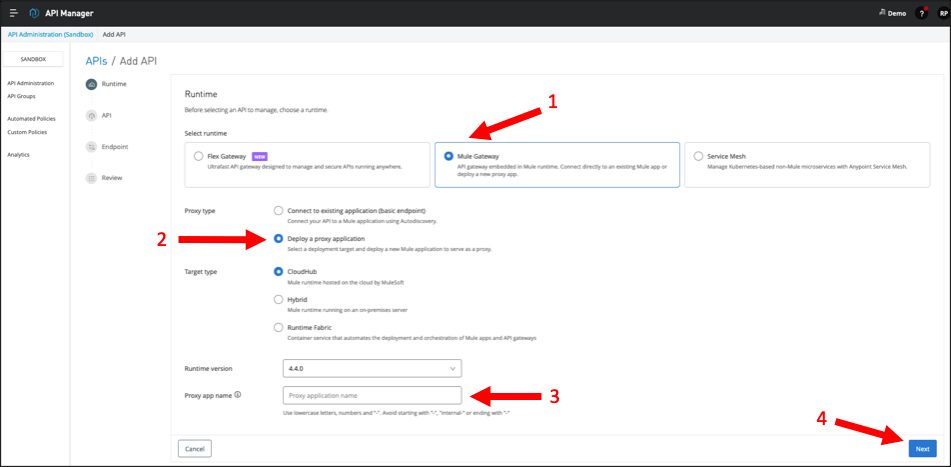 API Manager
Demo
?
RP
API Administration (Sandbox) Add API
SANDBOX
API Administration
API Groups
Automated Policies
Custom Policies
Analytics
APIs / Add API
Runtime
API
Endpoint
Review
Runtime
Before selecting an API to manage, choose a runtime
1
Select runtime
Flex Gateway NEW
Ultrafast API gateway designed to manage and secure APIs running anywhere.
Mule Gateway
API gateway embedded in Mule runtime. Connect directly to an existing Mule app or
deploy a new proxy app.
Service Mesh
Manage Kubernetes-based non-Mule microservices with Anypoint Service Mesh.
Proxy type
Connect to existing application (basic endpoint)
Connect your API to a Mule application using Autodiscovery.
2
Deploy a proxy application
Select a deployment target and deploy a new Mule application to serve as a proxy.
Target type
CloudHub
Mule runtime hosted on the cloud by MuleSoft
Hybrid
Mule runtime running on an on-premises server
Runtime Fabric
Container service that automates the deployment and orchestration of Mule apps and API gateways
Runtime version
4.4.0
Proxy app name
Proxy application name
3
Use lowercase letters, numbers and "-". Avoid starting with "-", "internal-" or ending with "-"
4
Cancel
Next